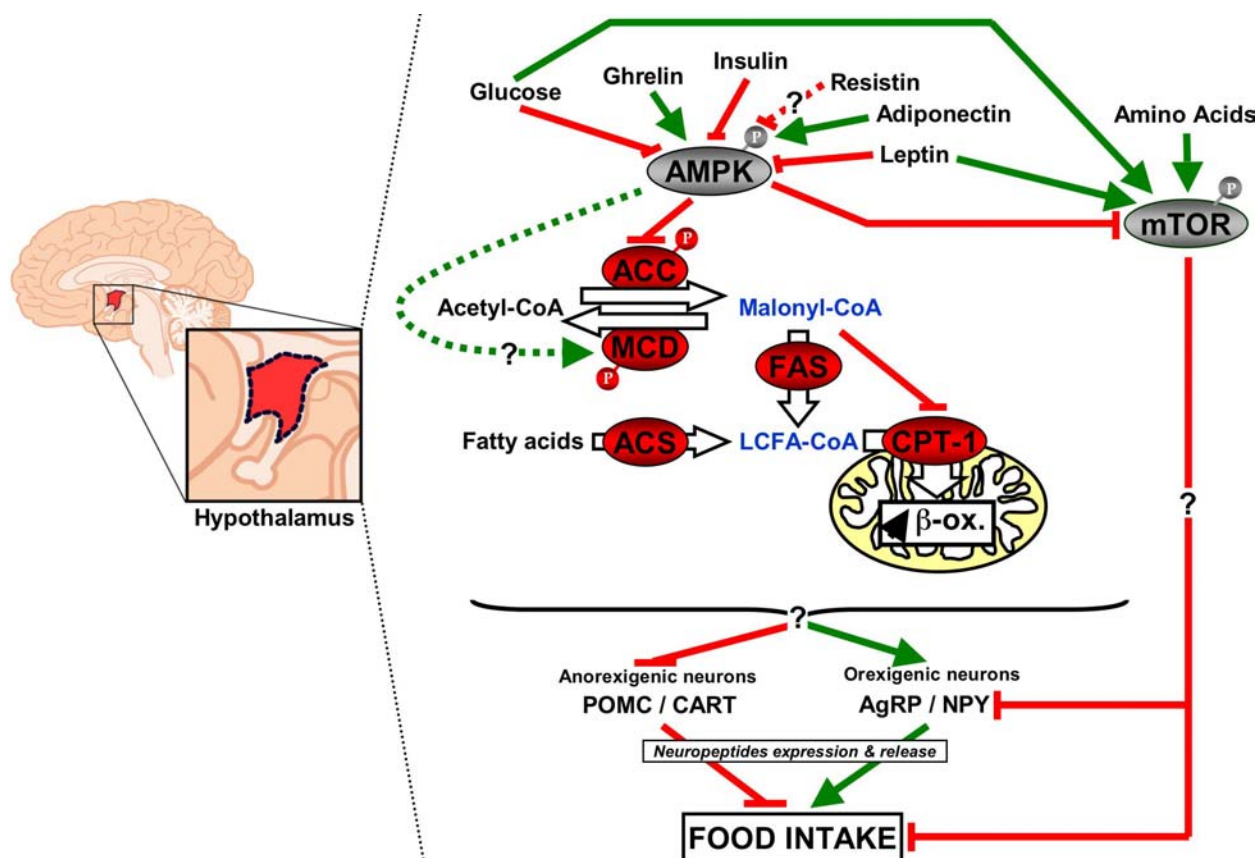 Insulin
Ghrelin
Resistin
Glucose
?
Adiponectin
Amino Acids
P
Leptin
AMPK
P
mTOR
P
ACC
Acetyl-CoA
Malonyl-CoA
?
MCD
P
FAS
Fatty acids
ACS
LCFA-CoA
CPT-1
β-ox.
?
Hypothalamus
?
Anorexigenic neurons
POMC / CART
Orexigenic neurons
AgRP / NPY
Neuropeptides expression & release
FOOD INTAKE